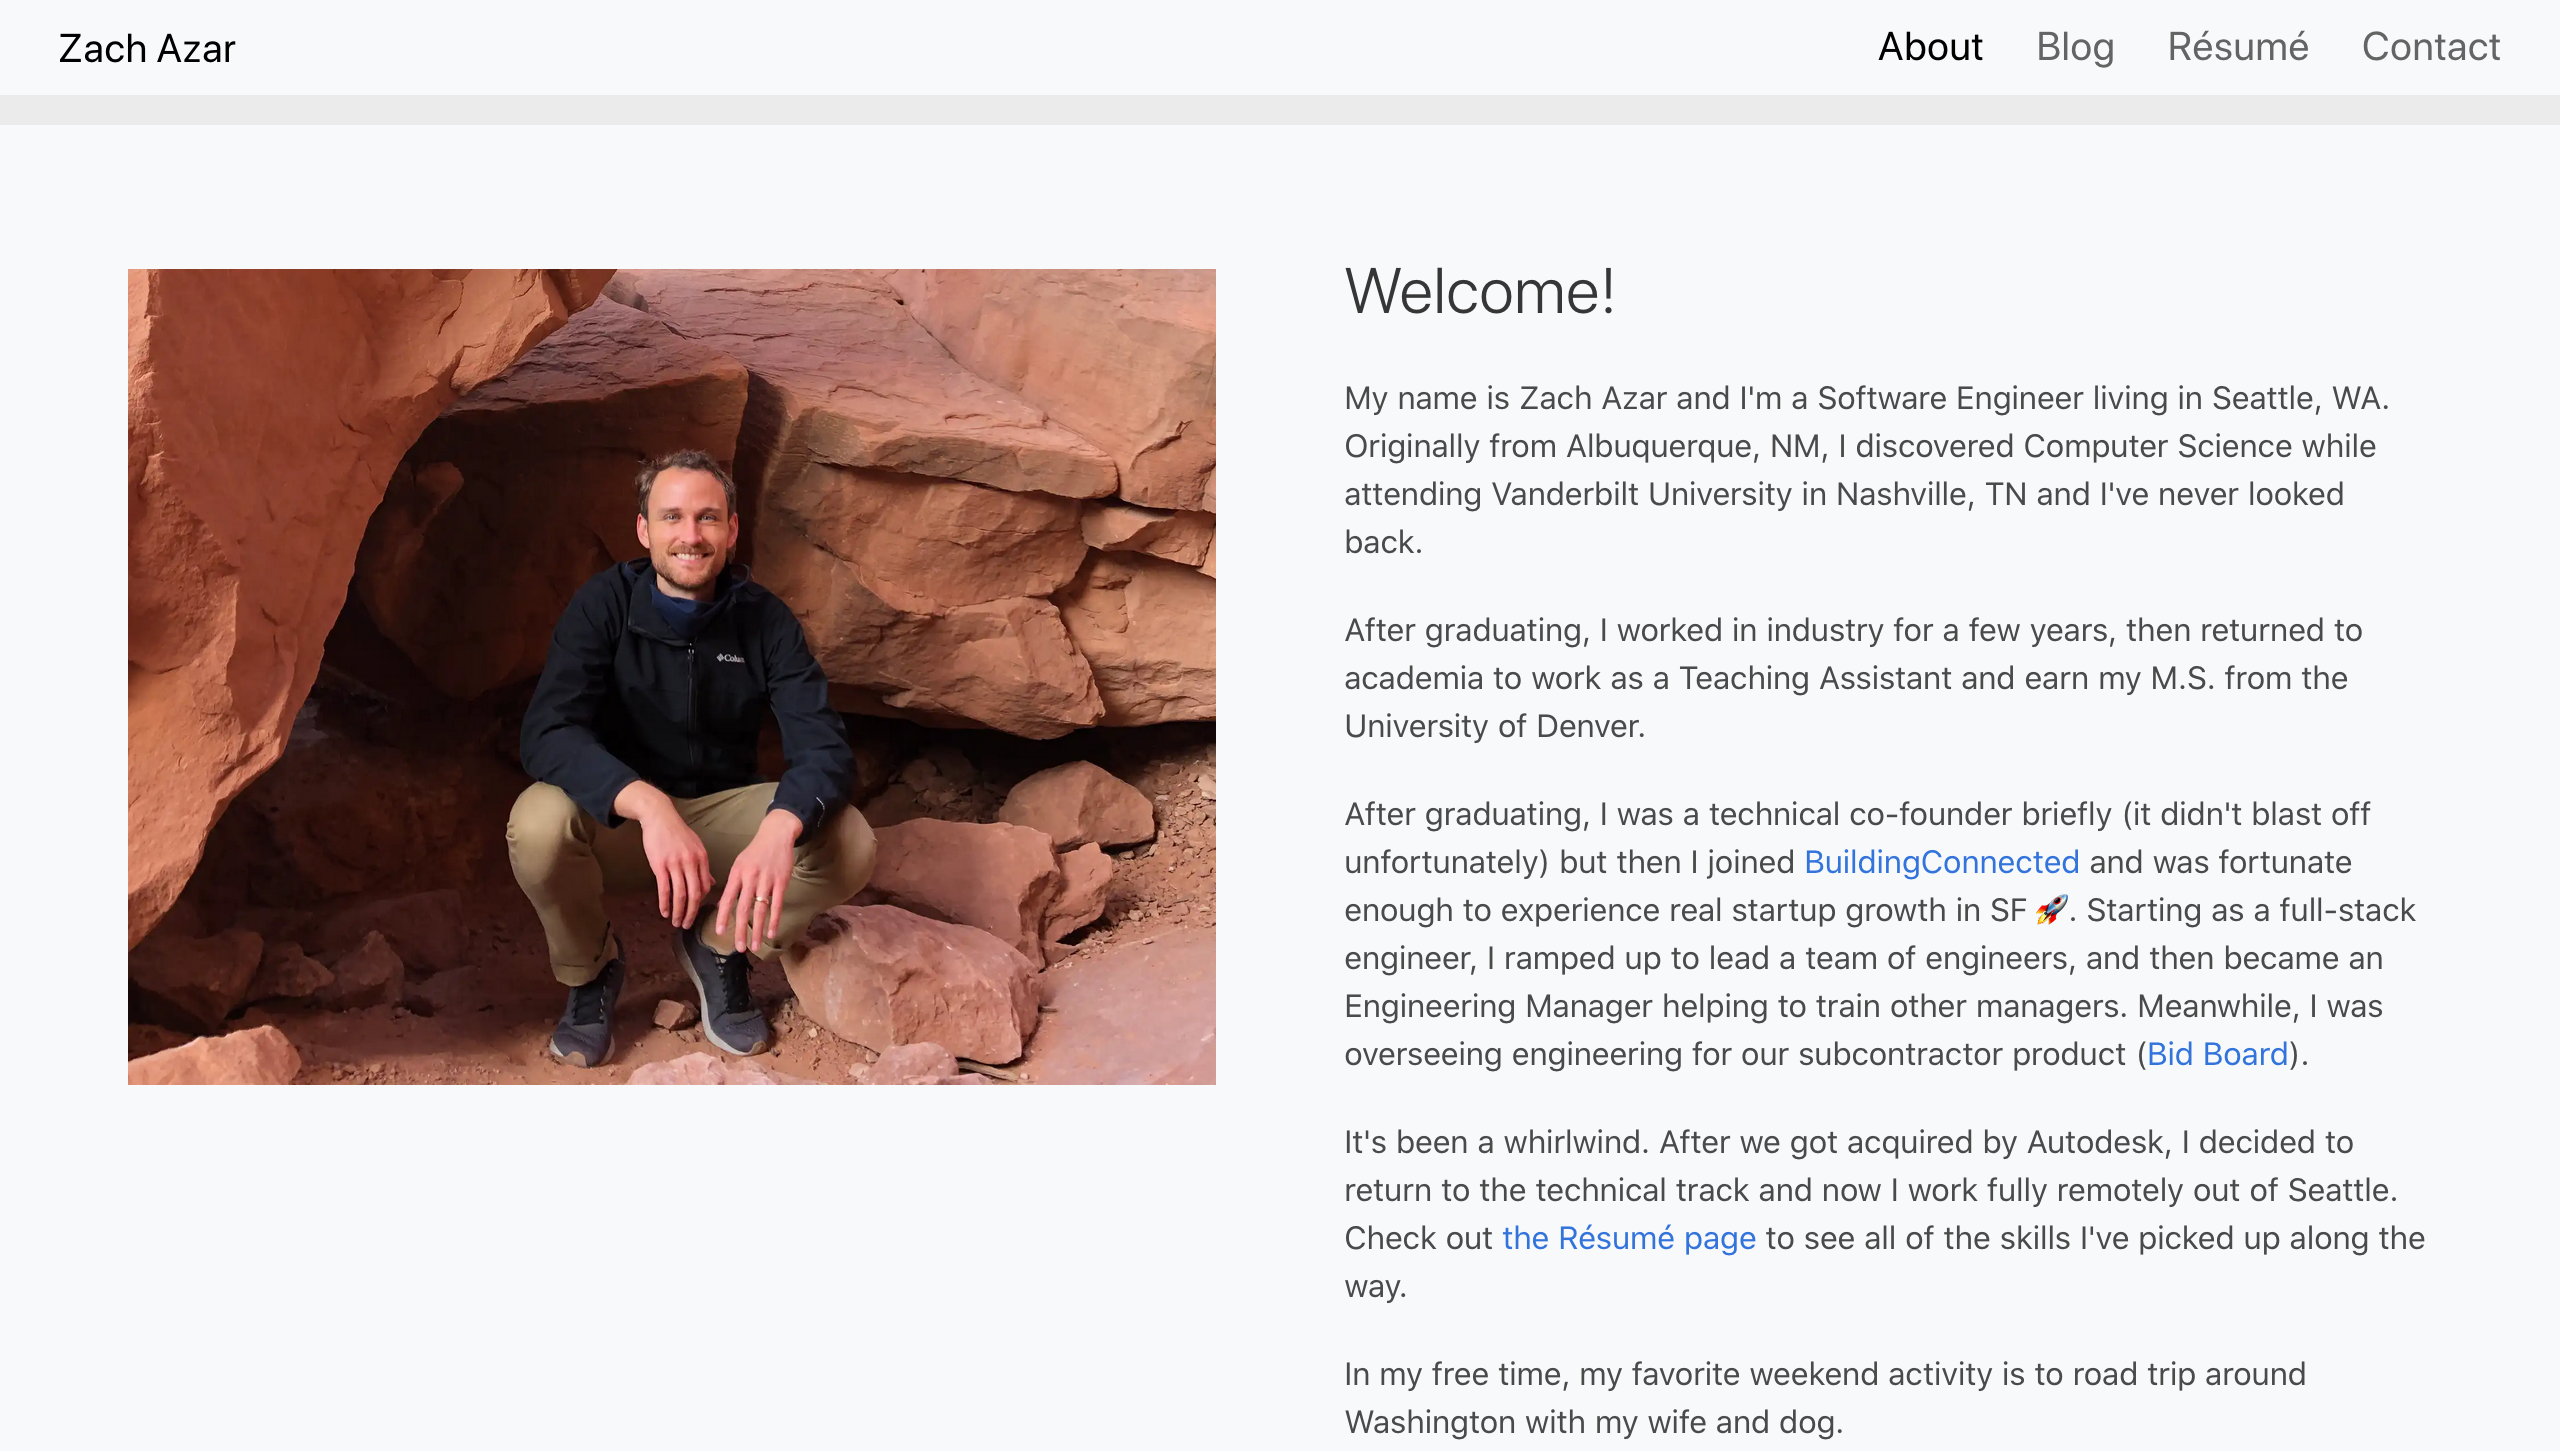 Zach Azar
About
Blog
Résumé
Contact
Welcome!
My name is Zach Azar and I'm a Software Engineer living in Seattle, WA.
Originally from Albuquerque, NM, I discovered Computer Science while
attending Vanderbilt University in Nashville, TN and I've never looked
back.
After graduating, I worked in industry for a few years, then returned to
academia to work as a Teaching Assistant and earn my M.S. from the
University of Denver.
After graduating, I was a technical co-founder briefly (it didn't blast off
unfortunately) but then I joined BuildingConnected and was fortunate
enough to experience real startup growth in SF 🚀. Starting as a full-stack
engineer, I ramped up to lead a team of engineers, and then became an
Engineering Manager helping to train other managers. Meanwhile, I was
overseeing engineering for our subcontractor product (Bid Board).
It's been a whirlwind. After we got acquired by Autodesk, I decided to
return to the technical track and now I work fully remotely out of Seattle.
Check out the Résumé page to see all of the skills I've picked up along the
way.
In my free time, my favorite weekend activity is to road trip around
Washington with my wife and dog.